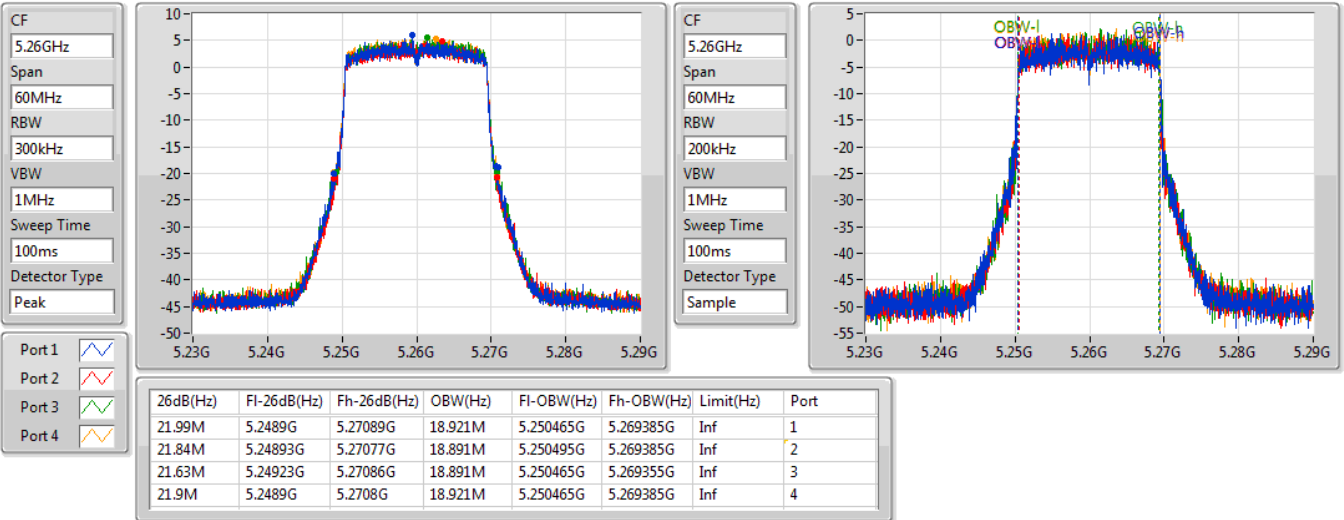 CF
5.26GHz
Span
60MHz
RBW
300kHz
VBW
1MHz
Sweep Time
100ms
Detector Type
Peak
10
5
0
-5
-10
-15
-20
-25
-30
-35
-40
-45
-50
5.23G 5.24G 5.25G 5.26G 5.27G 5.28G 5.29G
CF
5.26GHz
Span
60MHz
RBW
200kHz
VBW
1MHz
Sweep Time
100ms
Detector Type
Sample
5
0
-5
-10
-15
-20
-25
-30
-35
-40
-45
-50
-55
OBW-l
OBW-h
5.23G 5.24G 5.25G 5.26G 5.27G 5.28G 5.29G
Port 1
Port 2
Port 3
Port 4
26dB(Hz) Fl-26dB(Hz) Fh-26dB(Hz) OBW(Hz) Fl-OBW(Hz) Fh-OBW(Hz) Limit(Hz) Port
21.99M 5.2489G 5.27089G 18.921M 5.250465G 5.269385G Inf 1
21.84M 5.24893G 5.27077G 18.891M 5.250495G 5.269385G Inf 2
21.63M 5.24923G 5.27086G 18.891M 5.250465G 5.269355G Inf 3
21.9M 5.2489G 5.2708G 18.921M 5.250465G 5.269385G Inf 4